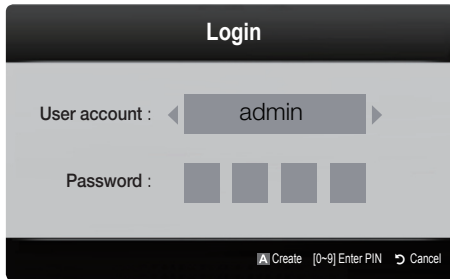 Login
User account : admin
Password :
A Create [0~9] Enter PIN Cancel